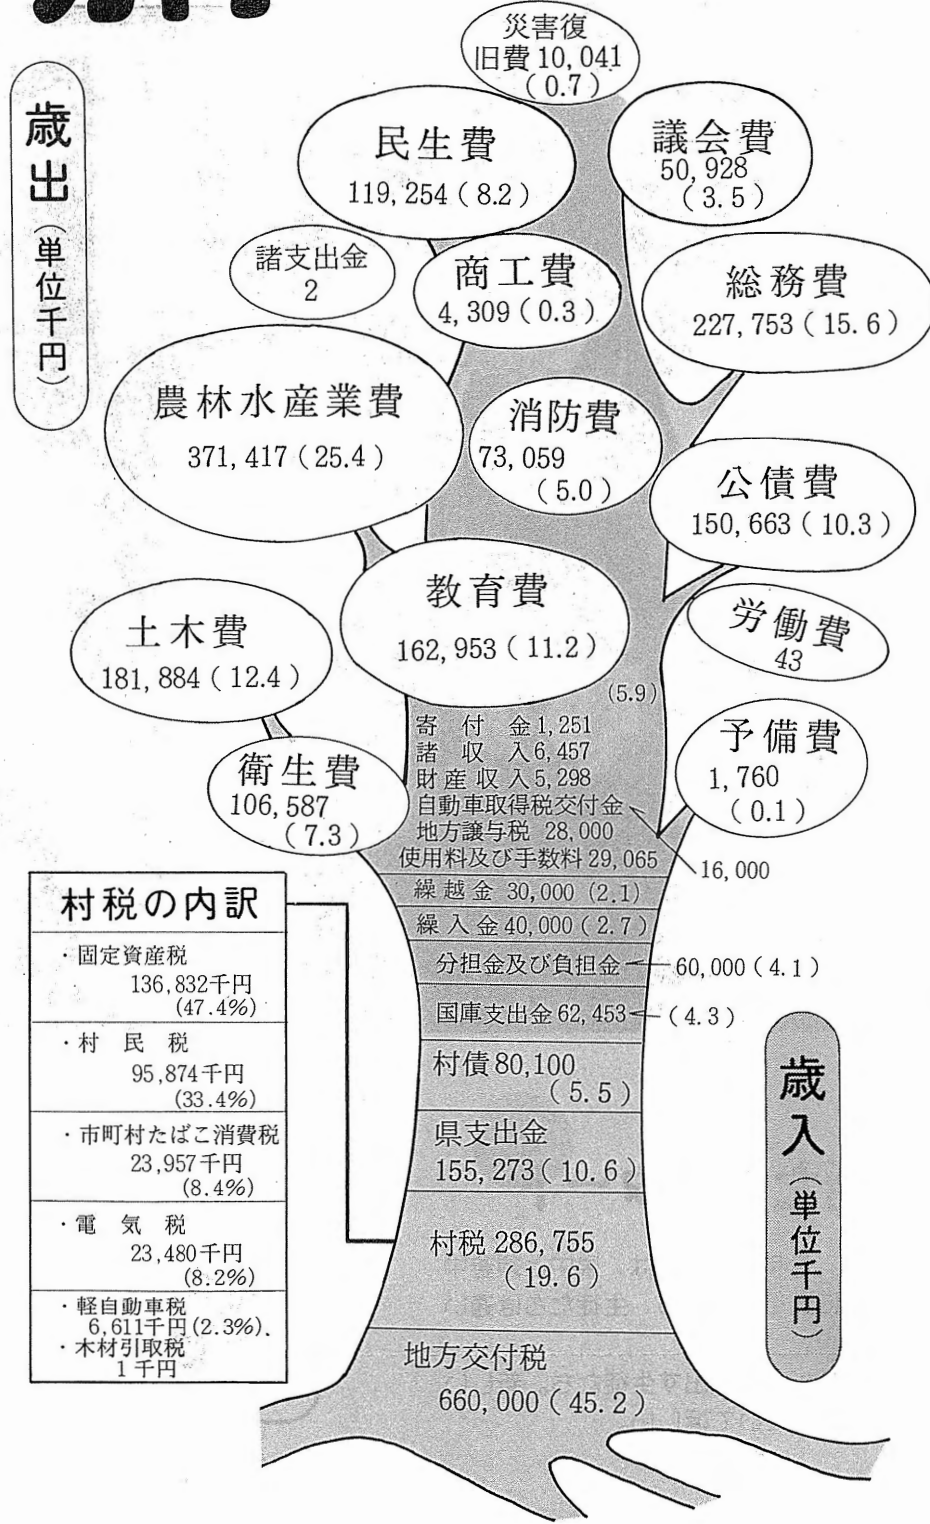 歳出(単位千円)
災害復
旧費10,041
(0.7)
民生費
119,254(8.2)
議会費
50,928
(3.5)
諸支出金
2
商工費
4,309(0.3)
総務費
227,753(15.6)
農林水産業費
371,417(25.4)
消防費
73,059
(5.0)
公債費
150,663(10.3)
教育費
162,953(11.2)
労働費
43
土木費
181,884(12.4)
衛生費
106,587
(7.3)
予備費
1,760
(0.1)
(5.9)
寄付金1,251
諸収入6,457
財産収入5,298
自動車取得税交付金
地方譲与税 28,000
使用料及び手数料29,065
16,000
繰越金 30,000 (2.1)
繰入金40,000(2.7)
分担金及び負担金 60,000(4.1)
国庫支出金62,453 (4.3)
村債80,100
(5.5)
県支出金
155,273(10.6)
村税 286,755
(19.6)
地方交付税
660,000(45.2)
村税の内訳
・固定資産税
136,832千円
(47.4%)
・村民税
95,874千円
(33.4%)
・市町村たばこ消費税
23,957千円
(8.4%)
・電気税
23,480千円
(8.2%)
・軽自動車税
6,611千円(2.3%)
・木材引取税
1千円
歳入(単位千円)